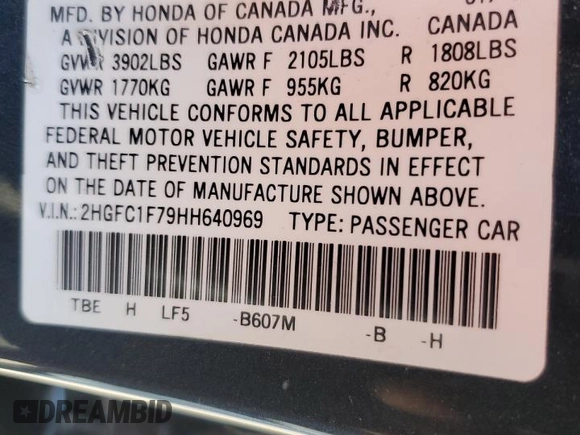 MFD. BY HONDA OF CANADA MFG.,
A DIVISION OF HONDA CANADA INC. CANADA
GVWR 3902LBS GAWR F 2105LBS R 1808LBS
GVWR 1770KG GAWR F 955KG R 820KG
THIS VEHICLE CONFORMS TO ALL APPLICABLE
FEDERAL MOTOR VEHICLE SAFETY, BUMPER,
AND THEFT PREVENTION STANDARDS IN EFFECT
ON THE DATE OF MANUFACTURE SHOWN ABOVE.
V.I.N.:2HGFC1F79HH640969 TYPE: PASSENGER CAR
TBE H LF5 -B607M -B -H
DREAMBID